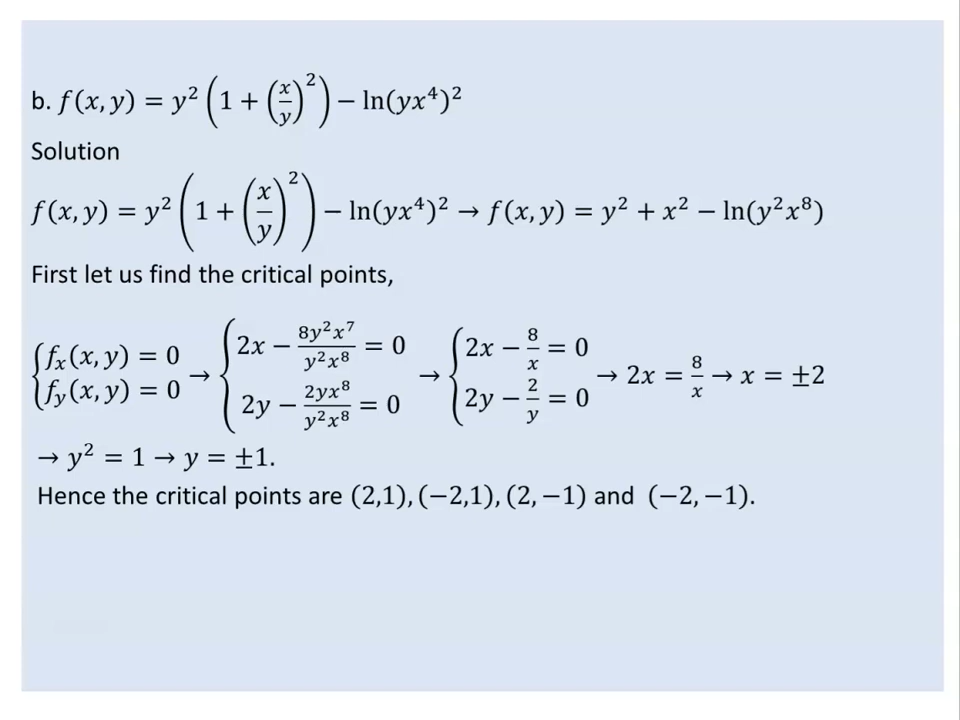 b. f(x, y) = y² (1 + (x/y)²) − ln(yx⁴)²
Solution
f(x, y) = y² (1 + (x/y)²) − ln(yx⁴)² → f(x, y) = y² + x² − ln(y²x⁸)
First let us find the critical points,
{fₓ(x, y) = 0, f_y(x, y) = 0 → {2x − 8y²x⁷/y²x⁸ = 0, 2y − 2yx⁸/y²x⁸ = 0 → {2x − 8/x = 0, 2y − 2/y = 0 → 2x = 8/x → x = ±2
→ y² = 1 → y = ±1.
Hence the critical points are (2,1), (−2,1), (2, −1) and (−2, −1).